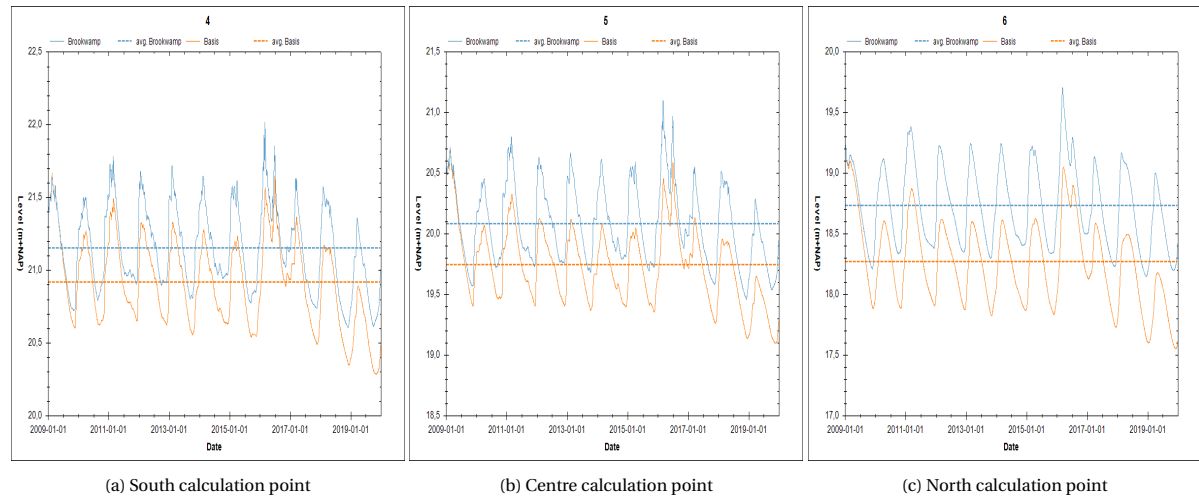 4
Brookwamp avg. Brookwamp Basis avg. Basis
22,5
22,0
21,5
21,0
20,5
20,0
Level (m+NAP)
2009-01-01 2011-01-01 2013-01-01 2015-01-01 2017-01-01 2019-01-01
Date
(a) South calculation point
5
Brookwamp avg. Brookwamp Basis avg. Basis
21,5
21,0
20,5
20,0
19,5
19,0
18,5
Level (m+NAP)
2009-01-01 2011-01-01 2013-01-01 2015-01-01 2017-01-01 2019-01-01
Date
(b) Centre calculation point
6
Brookwamp avg. Brookwamp Basis avg. Basis
20,0
19,5
19,0
18,5
18,0
17,5
17,0
Level (m+NAP)
2009-01-01 2011-01-01 2013-01-01 2015-01-01 2017-01-01 2019-01-01
Date
(c) North calculation point